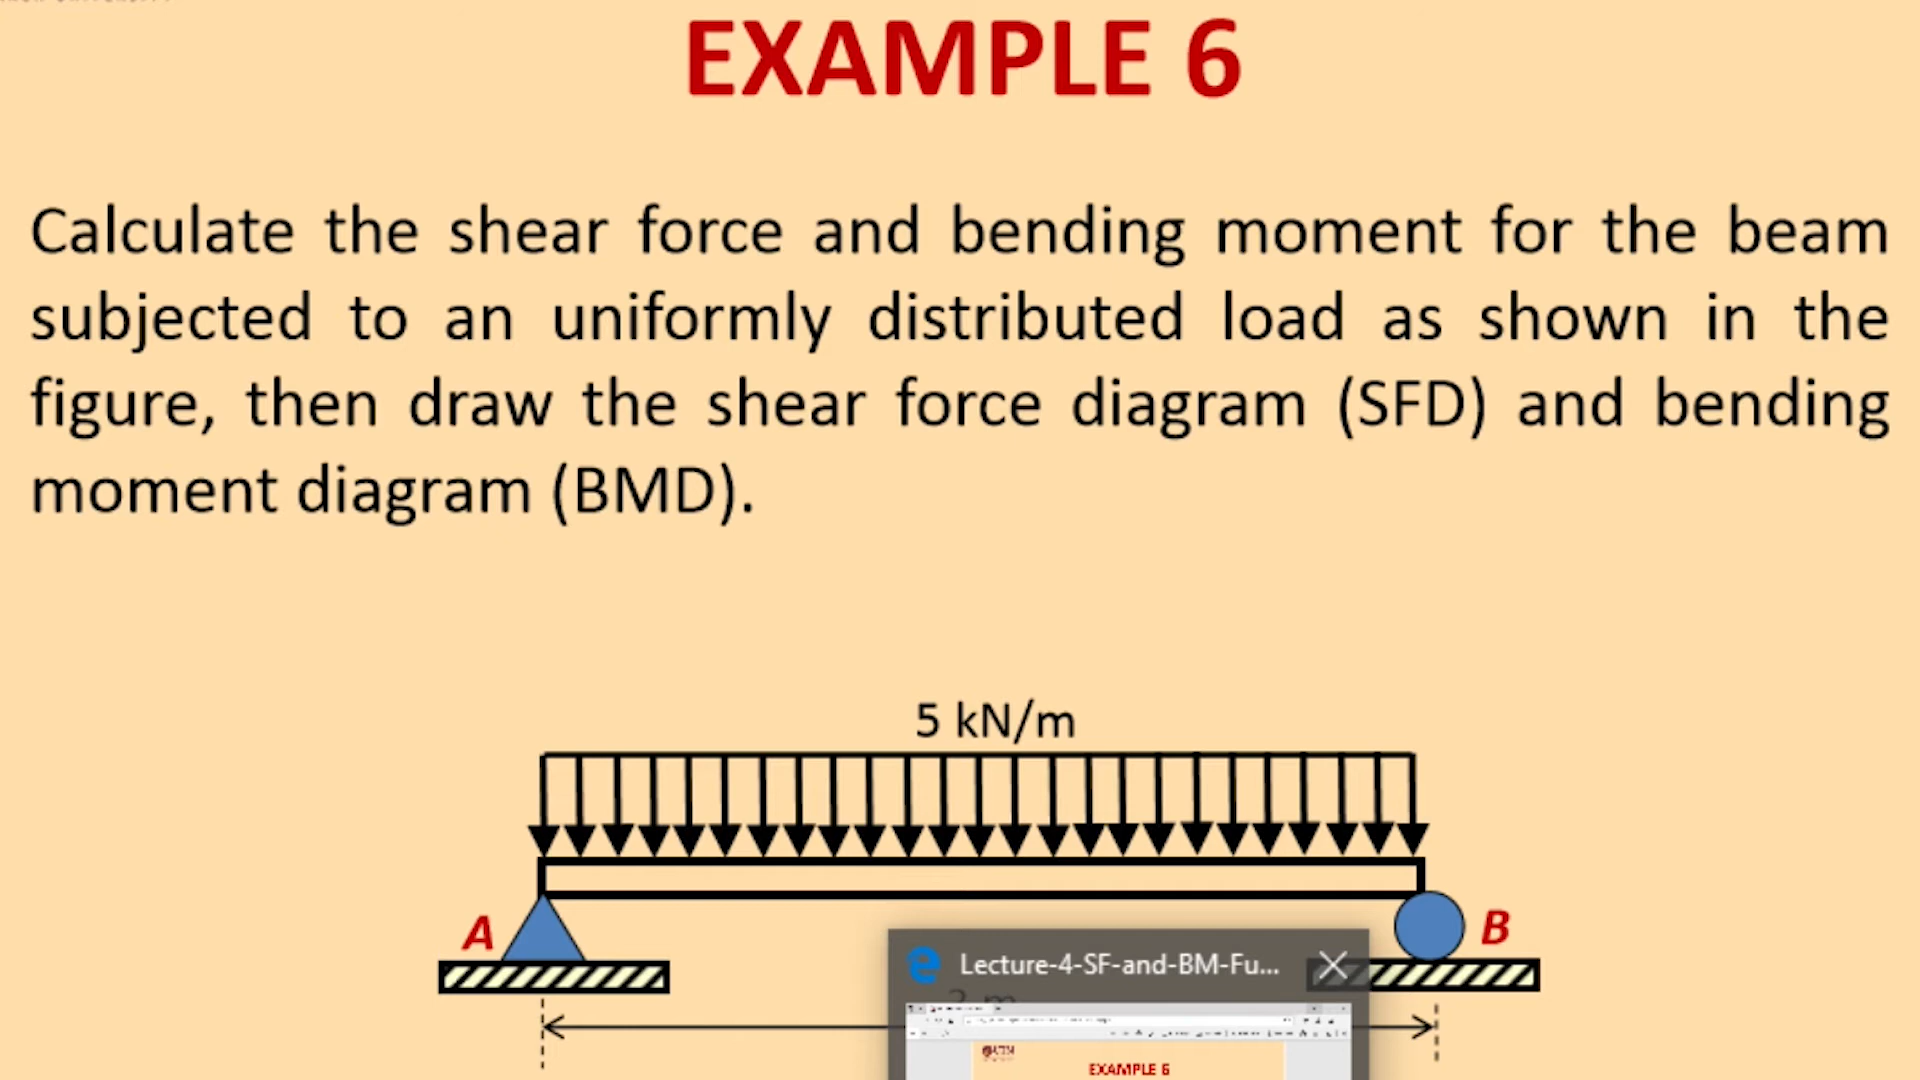 EXAMPLE 6
Calculate the shear force and bending moment for the beam
subjected to an uniformly distributed load as shown in the
figure, then draw the shear force diagram (SFD) and bending
moment diagram (BMD).
5 kN/m
A
B
Lecture-4-SF-and-BM-Fu...
EXAMPLE 6